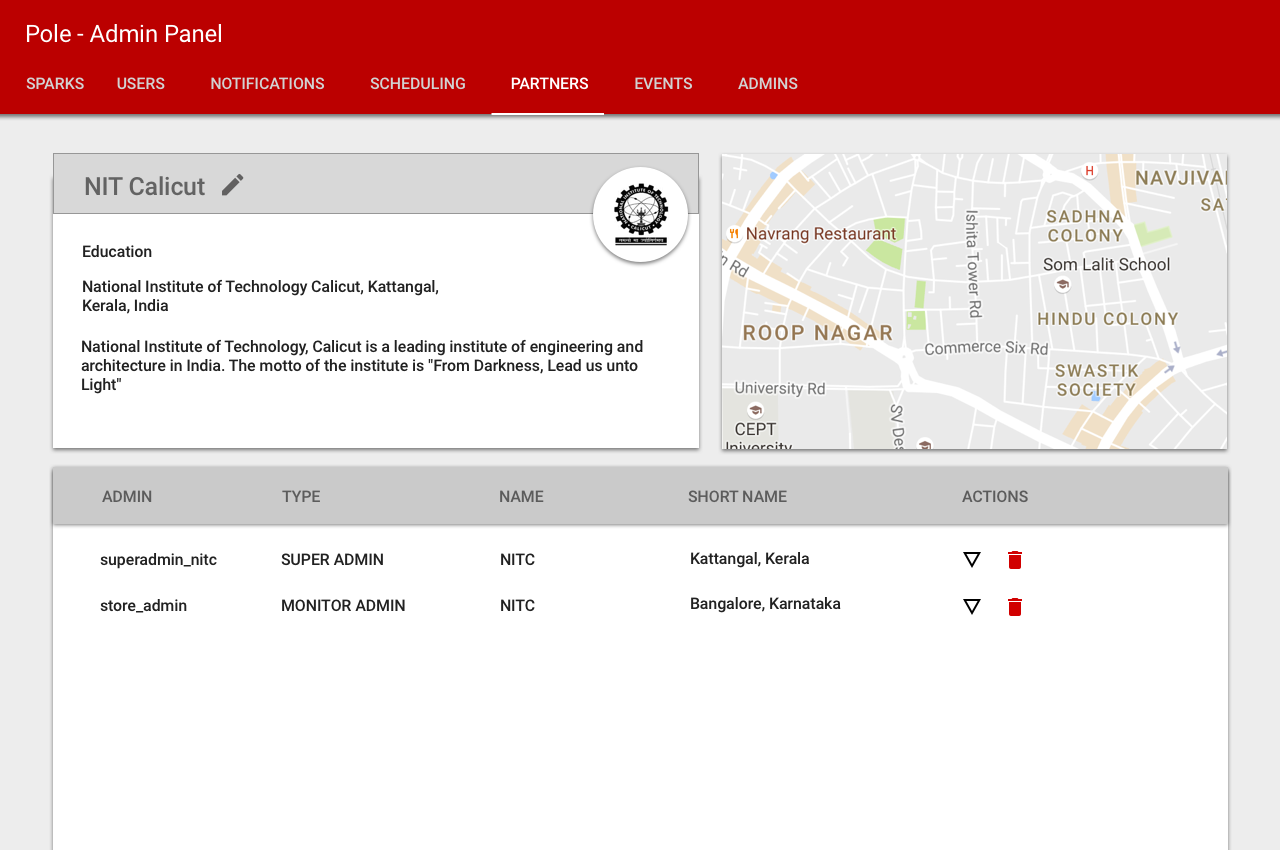 Pole - Admin Panel
SPARKS USERS NOTIFICATIONS SCHEDULING PARTNERS EVENTS ADMINS
NIT Calicut
Education
National Institute of Technology Calicut, Kattangal,
Kerala, India
National Institute of Technology, Calicut is a leading institute of engineering and
architecture in India. The motto of the institute is "From Darkness, Lead us unto
Light"
H
NAVJIVA
SA
SADHNA
COLONY
Navrang Restaurant
Ishita Tower Rd
n Rd
Som Lalit School
HINDU COLONY
ROOP NAGAR
Commerce Six Rd
SWASTIK
SOCIETY
University Rd
SV Des
CEPT
University
ADMIN TYPE NAME SHORT NAME ACTIONS
superadmin_nitc SUPER ADMIN NITC Kattangal, Kerala
store_admin MONITOR ADMIN NITC Bangalore, Karnataka